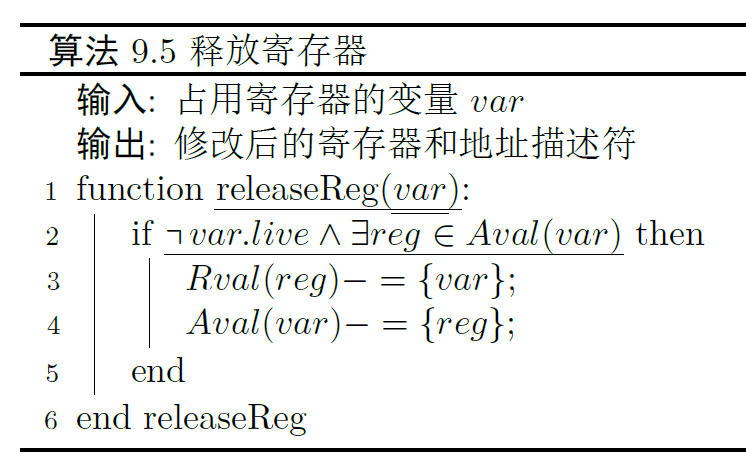 算法 9.5 释放寄存器
输入: 占用寄存器的变量 var
输出: 修改后的寄存器和地址描述符
1 function releaseReg(var):
2 if ¬var.live ∧ ∃reg ∈ Aval(var) then
3 Rval(reg)− = {var};
4 Aval(var)− = {reg};
5 end
6 end releaseReg